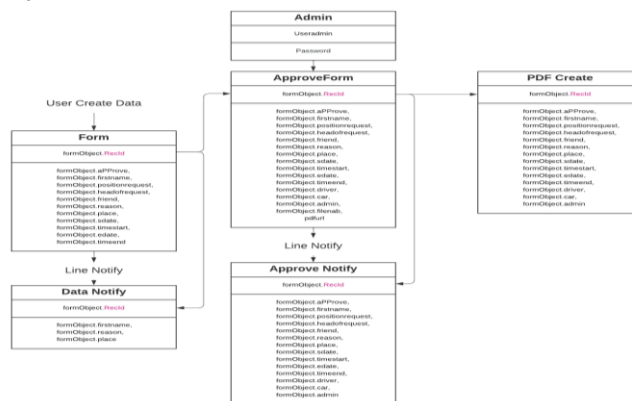 Admin
Useradmin
Password
User Create Data
Form
formObject.RecId
formObject.aPProve,
formObject.firstname,
formObject.positionrequest,
formObject.headofrequest,
formObject.friend,
formObject.reason,
formObject.place,
formObject.sdate,
formObject.timestart,
formObject.edate,
formObject.timeend
Line Notify
Data Notify
formObject.RecId
formObject.firstname,
formObject.reason,
formObject.place
ApproveForm
formObject.RecId
formObject.aPProve,
formObject.firstname,
formObject.positionrequest,
formObject.headofrequest,
formObject.friend,
formObject.reason,
formObject.place,
formObject.sdate,
formObject.timestart,
formObject.edate,
formObject.timeend,
formObject.driver,
formObject.car,
formObject.admin,
formObject.filenab,
pdfurl
Line Notify
Approve Notify
formObject.RecId
formObject.aPProve,
formObject.firstname,
formObject.positionrequest,
formObject.headofrequest,
formObject.friend,
formObject.reason,
formObject.place,
formObject.sdate,
formObject.timestart,
formObject.edate,
formObject.timeend,
formObject.driver,
formObject.car,
formObject.admin
PDF Create
formObject.RecId
formObject.aPProve,
formObject.firstname,
formObject.positionrequest,
formObject.headofrequest,
formObject.friend,
formObject.reason,
formObject.place,
formObject.sdate,
formObject.timestart,
formObject.edate,
formObject.timeend,
formObject.driver,
formObject.car,
formObject.admin